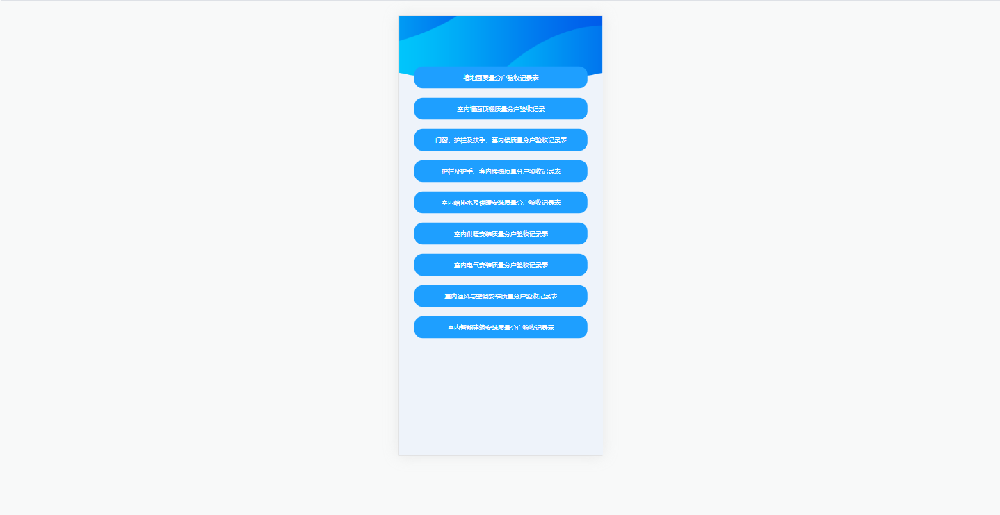 墙地面质量分户验收记录表
室内墙面顶棚质量分户验收记录
门窗、护栏及扶手、套内楼质量分户验收记录表
护栏及护手、套内楼梯质量分户验收记录表
室内给排水及供暖安装质量分户验收记录表
室内供暖安装质量分户验收记录表
室内电气安装质量分户验收记录表
室内通风与空调安装质量分户验收记录表
室内智能建筑安装质量分户验收记录表